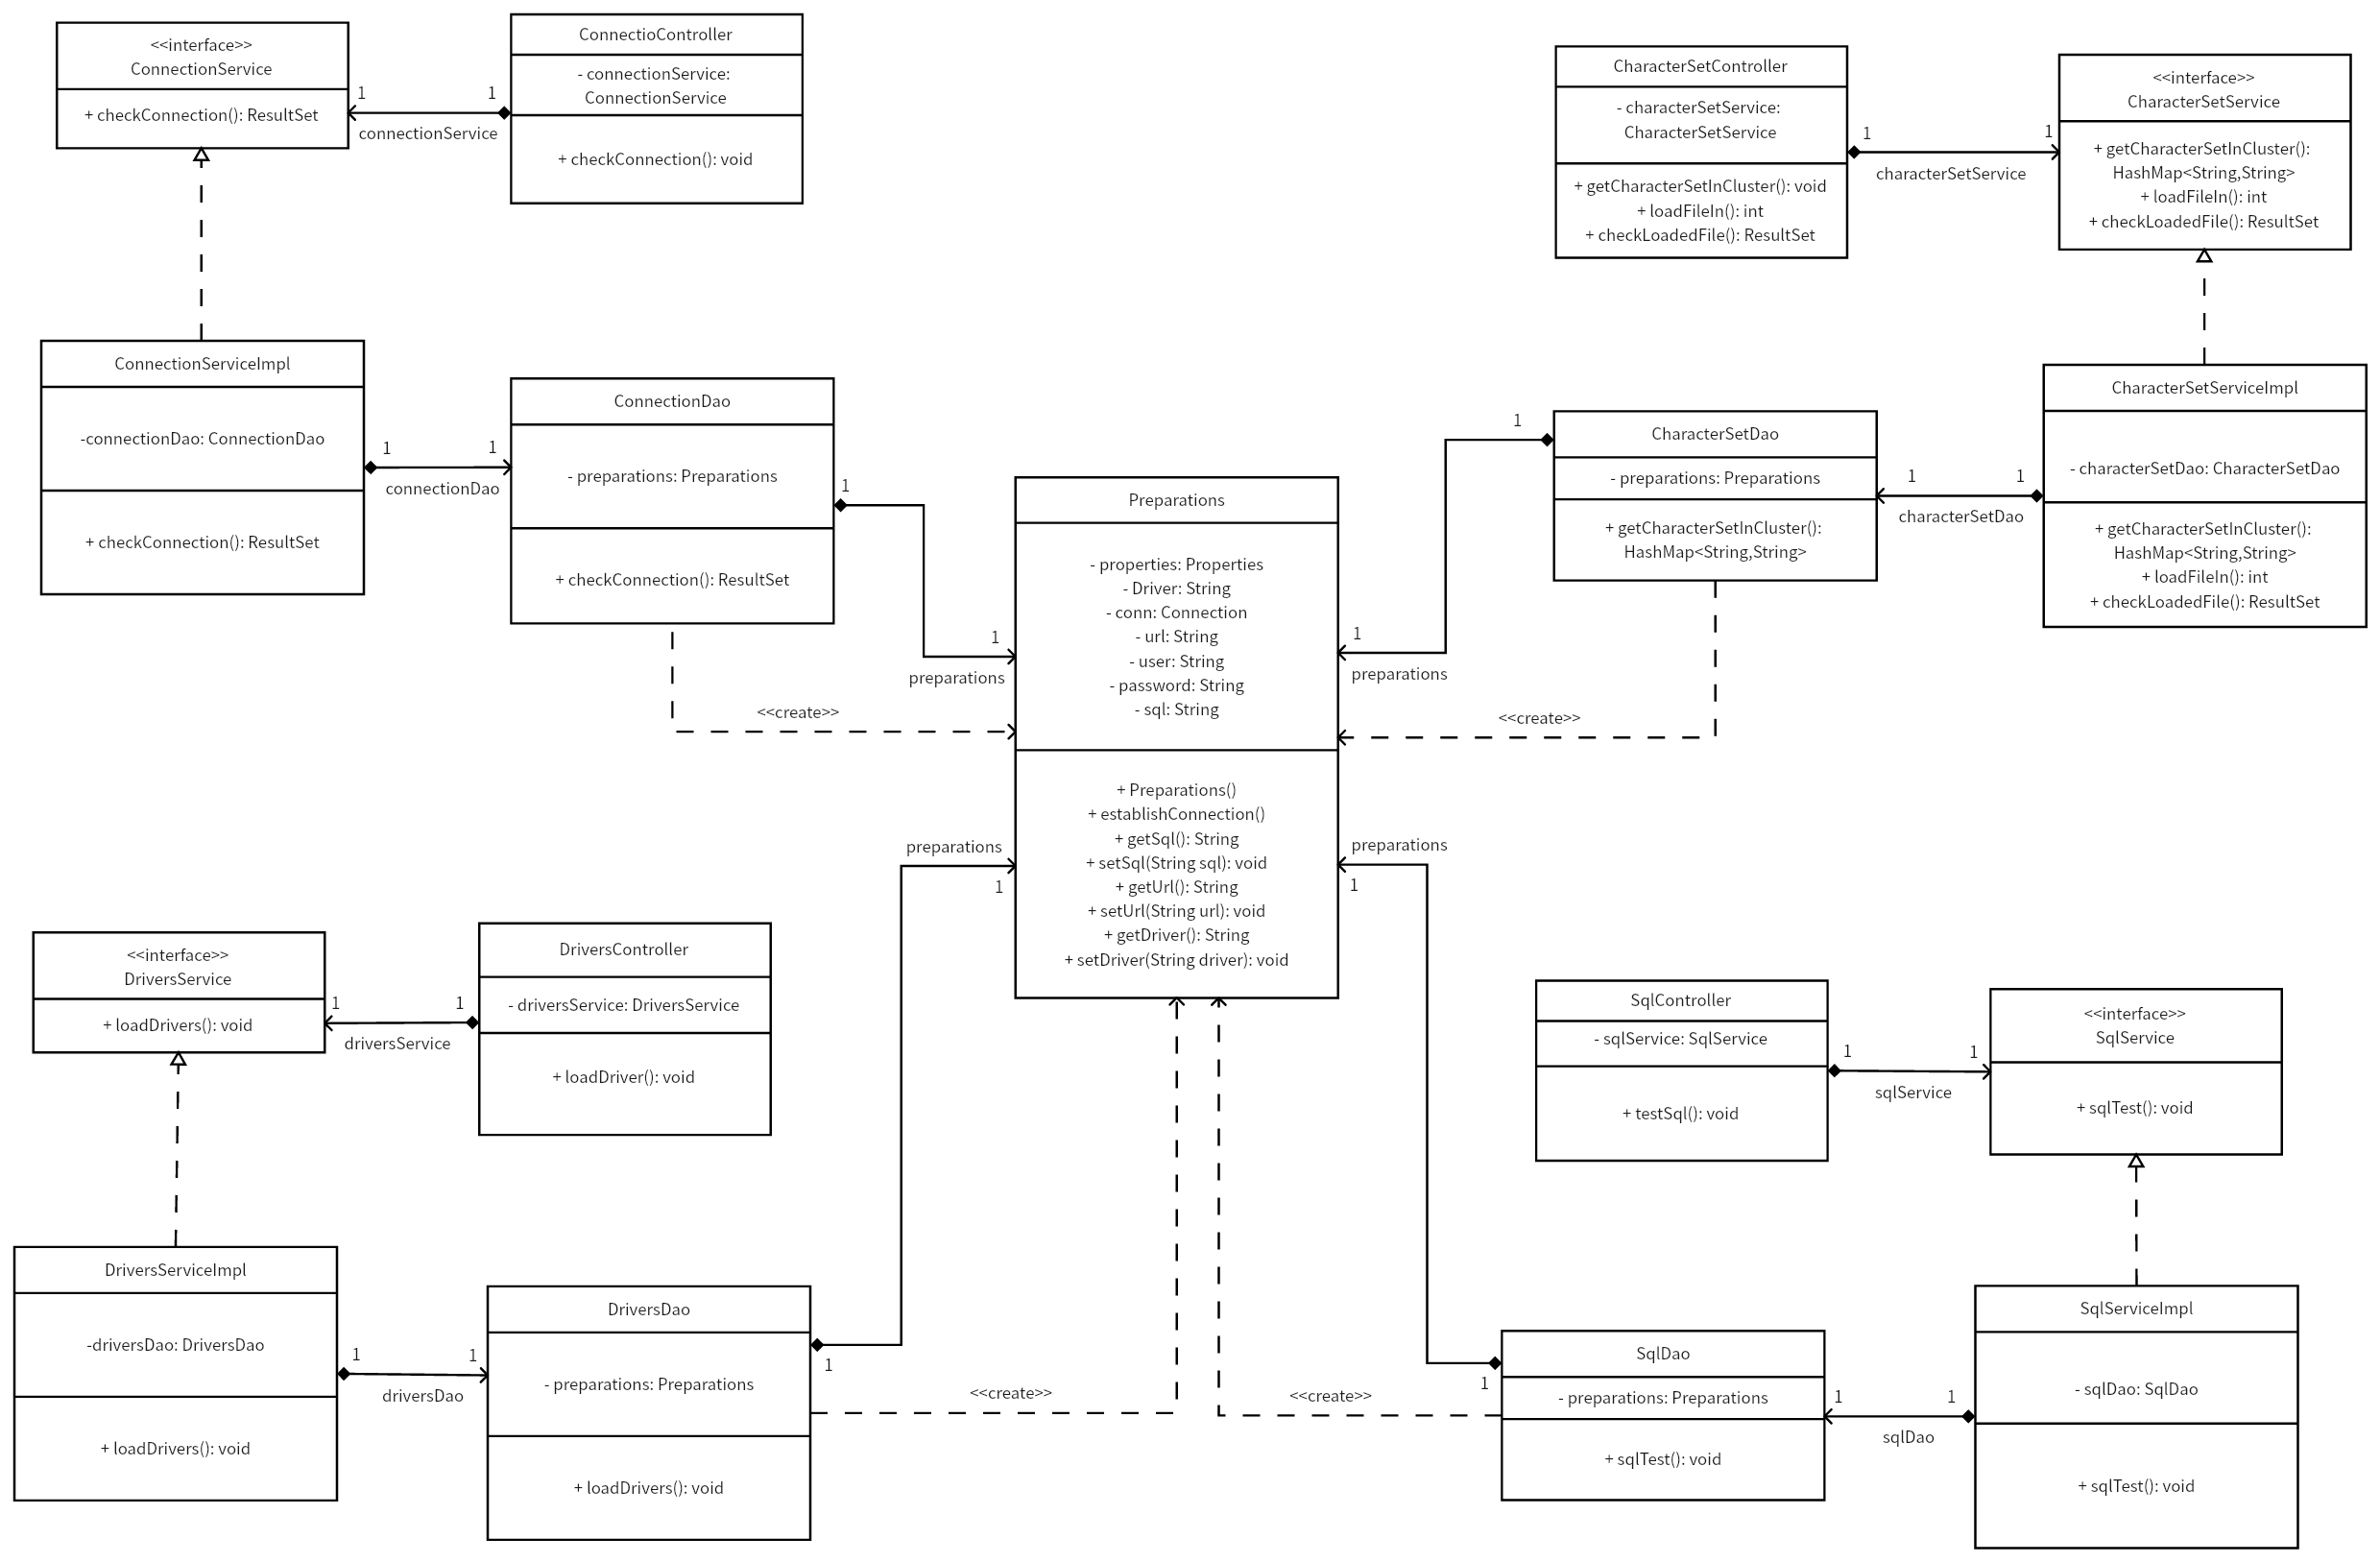 <<interface>>
ConnectionService
+ checkConnection(): ResultSet
1
1
connectionService
ConnectioController
- connectionService:
ConnectionService
+ checkConnection(): void
CharacterSetController
- characterSetService:
CharacterSetService
+ getCharacterSetInCluster(): void
+ loadFileIn(): int
+ checkLoadedFile(): ResultSet
1
1
characterSetService
<<interface>>
CharacterSetService
+ getCharacterSetInCluster():
HashMap<String,String>
+ loadFileIn(): int
+ checkLoadedFile(): ResultSet
ConnectionServiceImpl
-connectionDao: ConnectionDao
+ checkConnection(): ResultSet
1
1
connectionDao
ConnectionDao
- preparations: Preparations
+ checkConnection(): ResultSet
1
1
preparations
<<create>>
Preparations
- properties: Properties
- Driver: String
- conn: Connection
- url: String
- user: String
- password: String
- sql: String
+ Preparations()
+ establishConnection()
+ getSql(): String
+ setSql(String sql): void
+ getUrl(): String
+ setUrl(String url): void
+ getDriver(): String
+ setDriver(String driver): void
1
1
preparations
<<create>>
CharacterSetDao
- preparations: Preparations
+ getCharacterSetInCluster():
HashMap<String,String>
1
1
characterSetDao
CharacterSetServiceImpl
- characterSetDao: CharacterSetDao
+ getCharacterSetInCluster():
HashMap<String,String>
+ loadFileIn(): int
+ checkLoadedFile(): ResultSet
preparations
1
preparations
1
<<interface>>
DriversService
+ loadDrivers(): void
1
1
driversService
DriversController
- driversService: DriversService
+ loadDriver(): void
SqlController
- sqlService: SqlService
+ testSql(): void
1
1
sqlService
<<interface>>
SqlService
+ sqlTest(): void
DriversServiceImpl
-driversDao: DriversDao
+ loadDrivers(): void
1
1
driversDao
DriversDao
- preparations: Preparations
+ loadDrivers(): void
1
<<create>>
<<create>>
1
SqlDao
- preparations: Preparations
+ sqlTest(): void
1
1
sqlDao
SqlServiceImpl
- sqlDao: SqlDao
+ sqlTest(): void